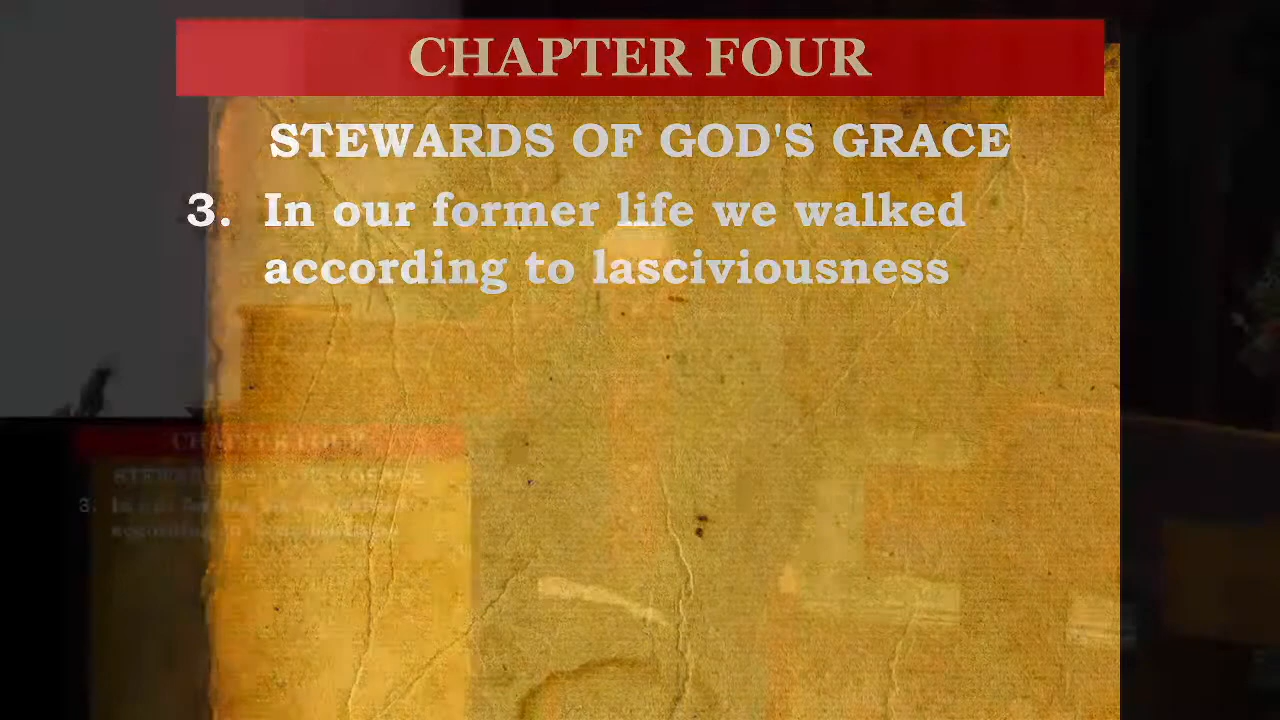 CHAPTER FOUR
STEWARDS OF GOD'S GRACE
3. In our former life we walked
according to lasciviousness